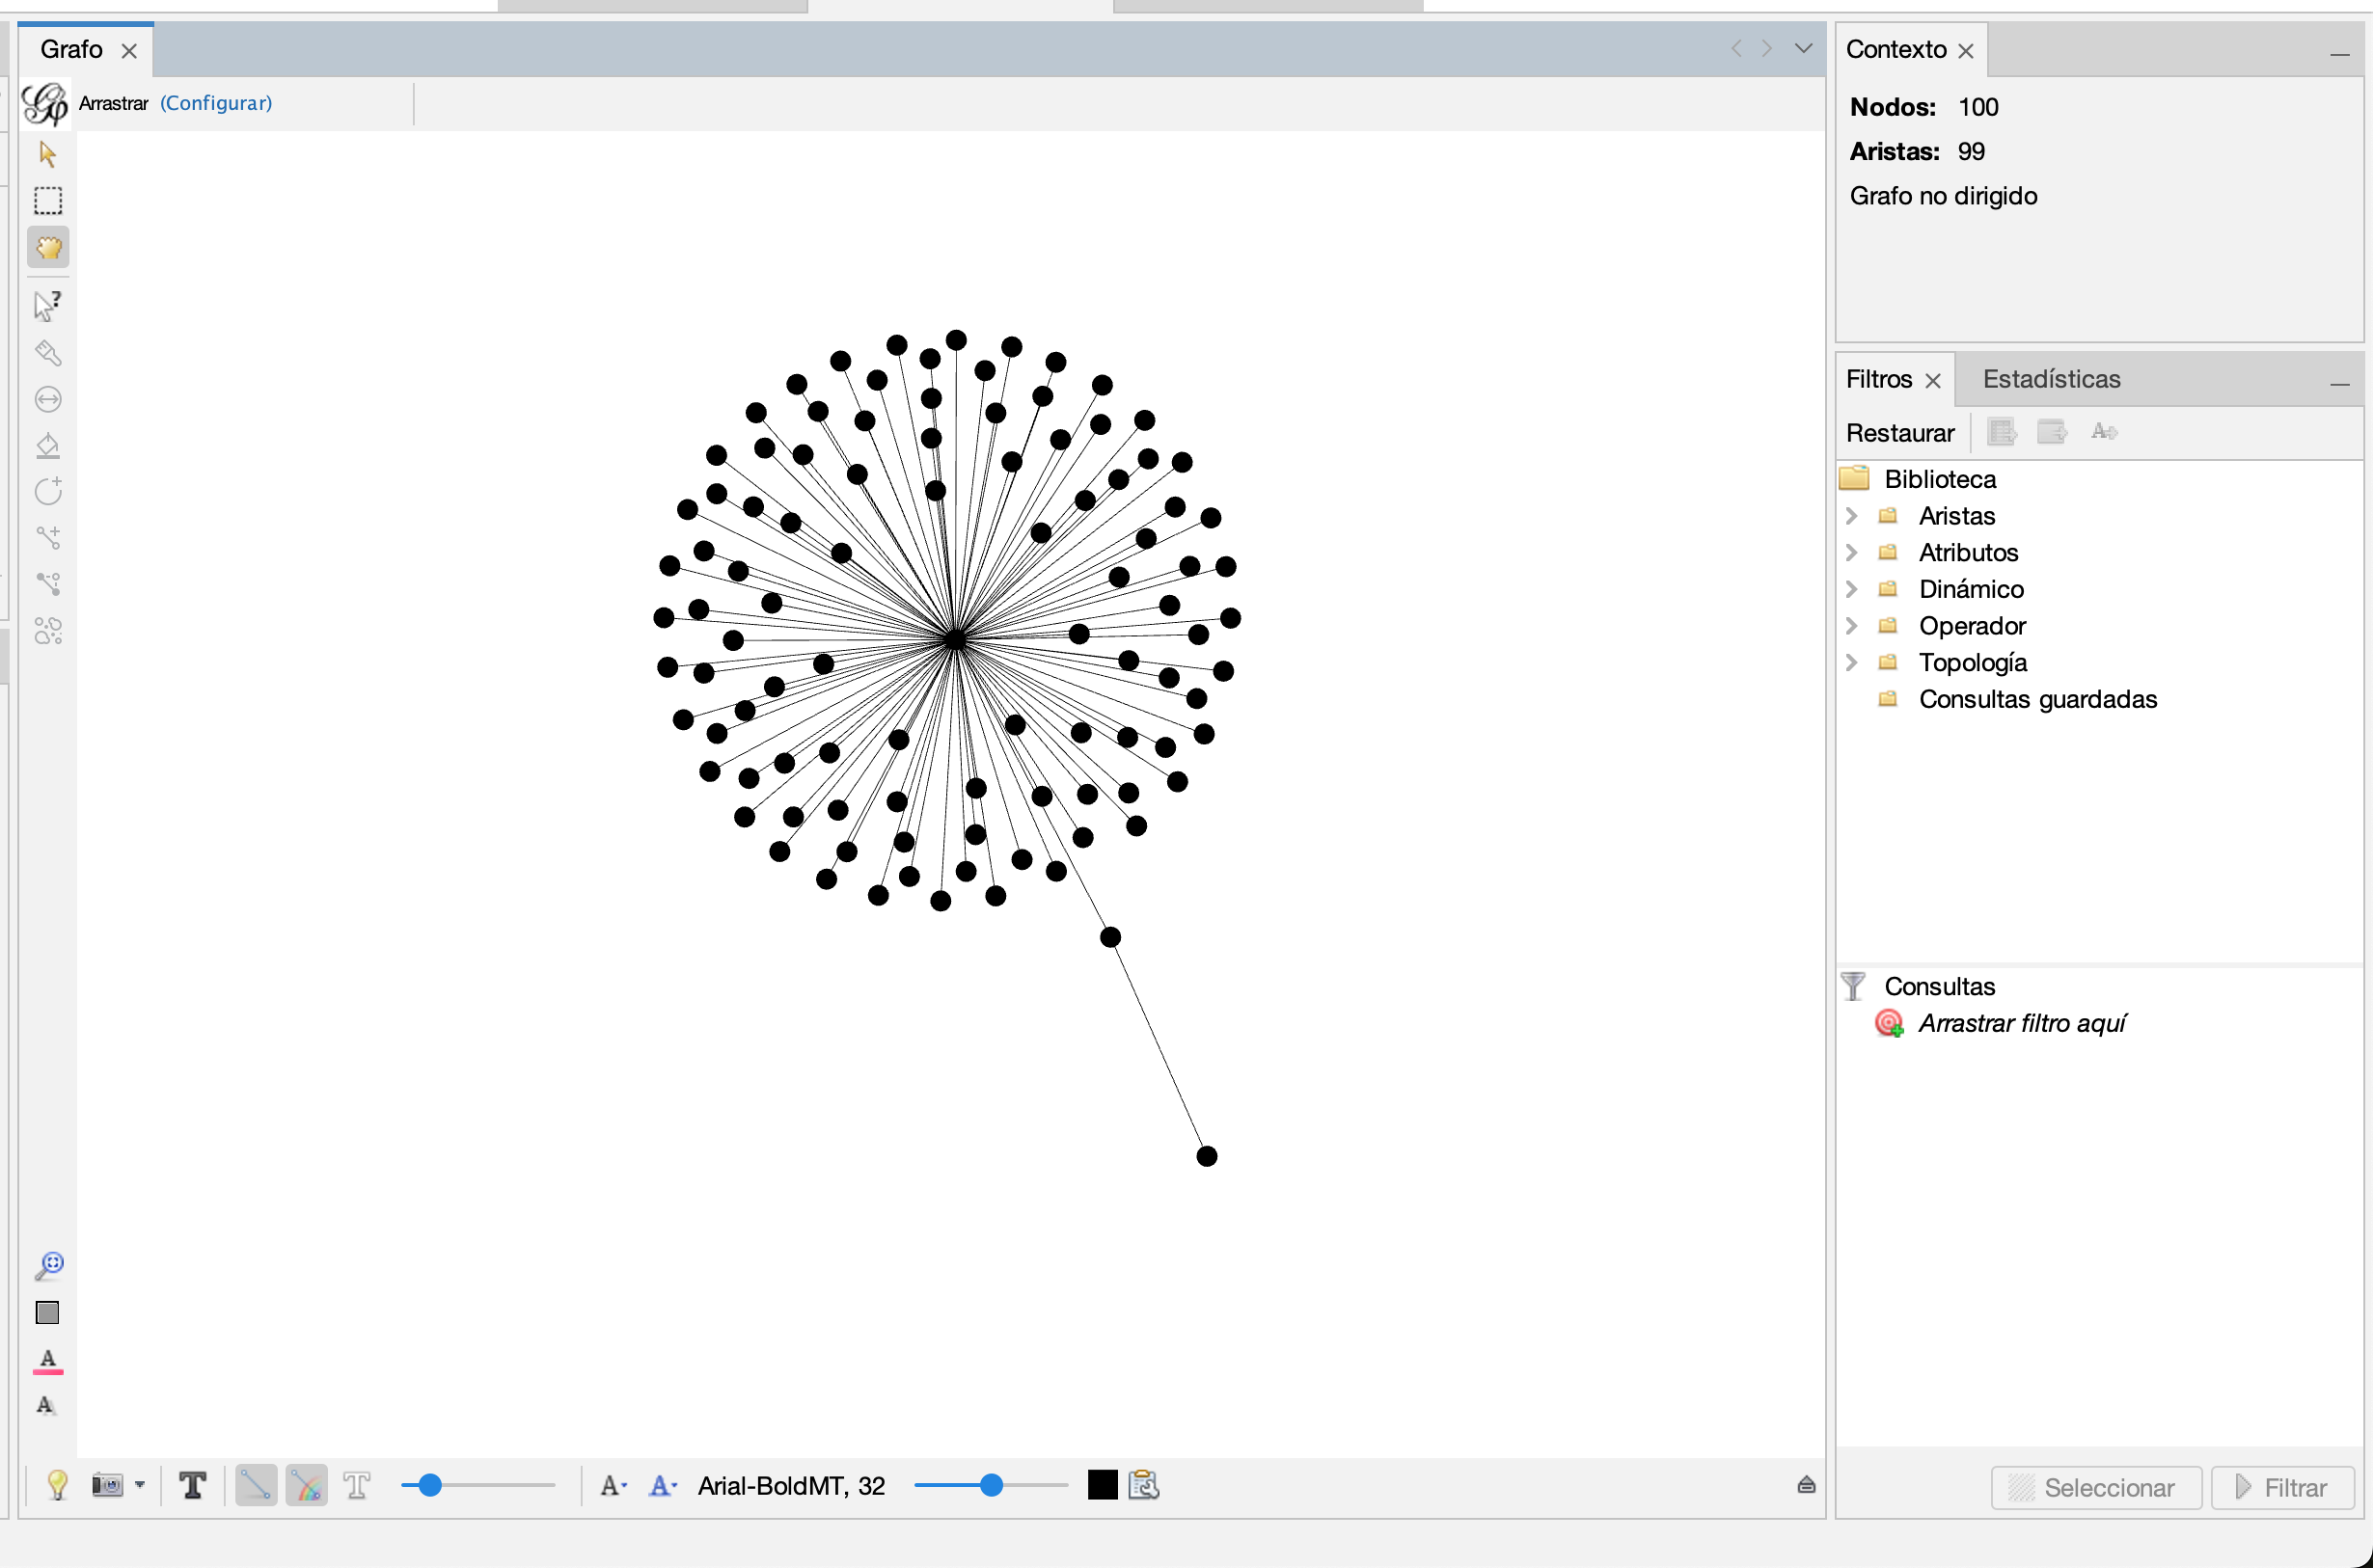 Grafo
Arrastrar (Configurar)
Contexto
Nodos: 100
Aristas: 99
Grafo no dirigido
Filtros Estadísticas
Restaurar
Biblioteca
Aristas
Atributos
Dinámico
Operador
Topología
Consultas guardadas
Consultas
Arrastrar filtro aquí
Arial-BoldMT, 32
Seleccionar Filtrar